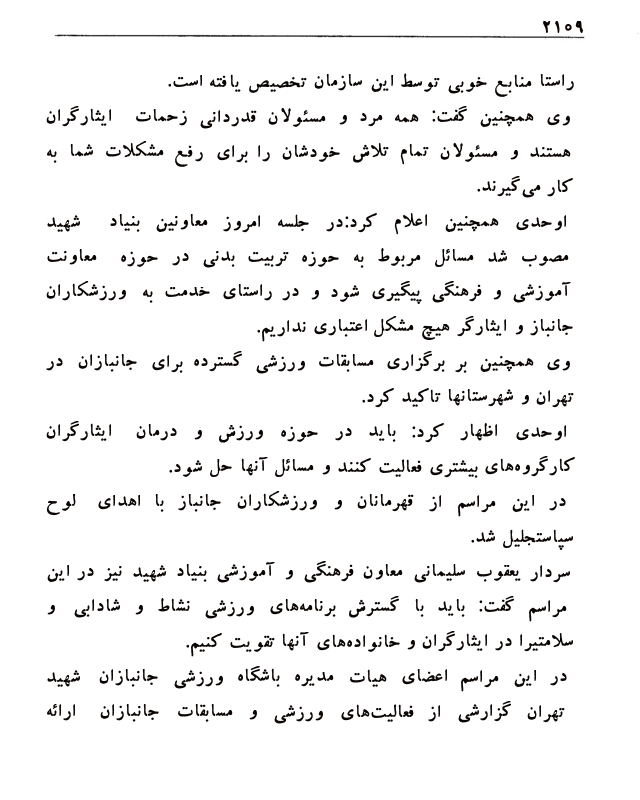 ۲۱۵۹
راستا منابع خوبی توسط این سازمان تخصیص یافته است.
وی همچنین گفت: همه مرد و مسئولان قدردانی زحمات ایثارگران
هستند و مسئولان تمام تلاش خودشان را برای رفع مشکلات شما به
کار می‌گیرند.
اوحدی همچنین اعلام کرد:در جلسه امروز معاونین بنیاد شهید
مصوب شد مسائل مربوط به حوزه تربیت بدنی در حوزه معاونت
آموزشی و فرهنگی پیگیری شود و در راستای خدمت به ورزشکاران
جانباز و ایثارگر هیچ مشکل اعتباری نداریم.
وی همچنین بر برگزاری مسابقات ورزشی گسترده برای جانبازان در
تهران و شهرستانها تاکید کرد.
اوحدی اظهار کرد: باید در حوزه ورزش و درمان ایثارگران
کارگروه‌های بیشتری فعالیت کنند و مسائل آنها حل شود.
در این مراسم از قهرمانان و ورزشکاران جانباز با اهدای لوح
سپاستجلیل شد.
سردار یعقوب سلیمانی معاون فرهنگی و آموزشی بنیاد شهید نیز در این
مراسم گفت: باید با گسترش برنامه‌های ورزشی نشاط و شادابی و
سلامتیرا در ایثارگران و خانواده‌های آنها تقویت کنیم.
در این مراسم اعضای هیات مدیره باشگاه ورزشی جانبازان شهید
تهران گزارشی از فعالیت‌های ورزشی و مسابقات جانبازان ارائه